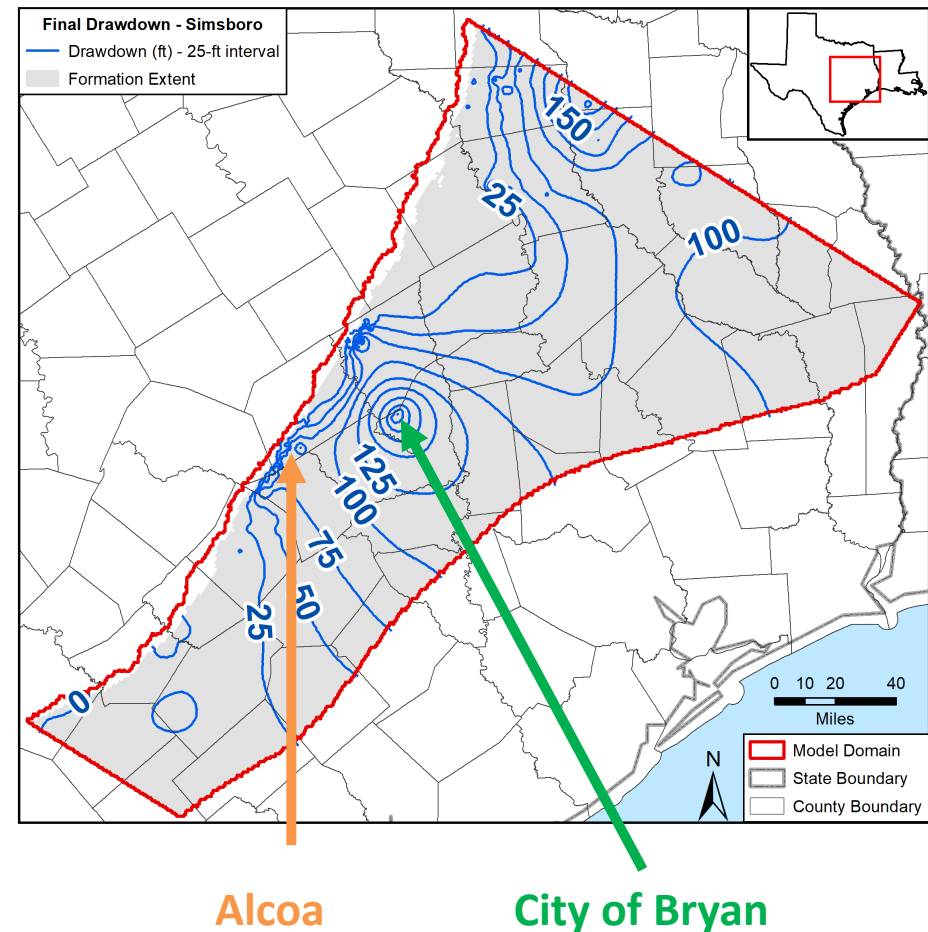 Final Drawdown - Simsboro
Drawdown (ft) - 25-ft interval
Formation Extent
150
25
100
125
100
75
50
25
0
0 10 20 40
Miles
N
Model Domain
State Boundary
County Boundary
Alcoa
City of Bryan